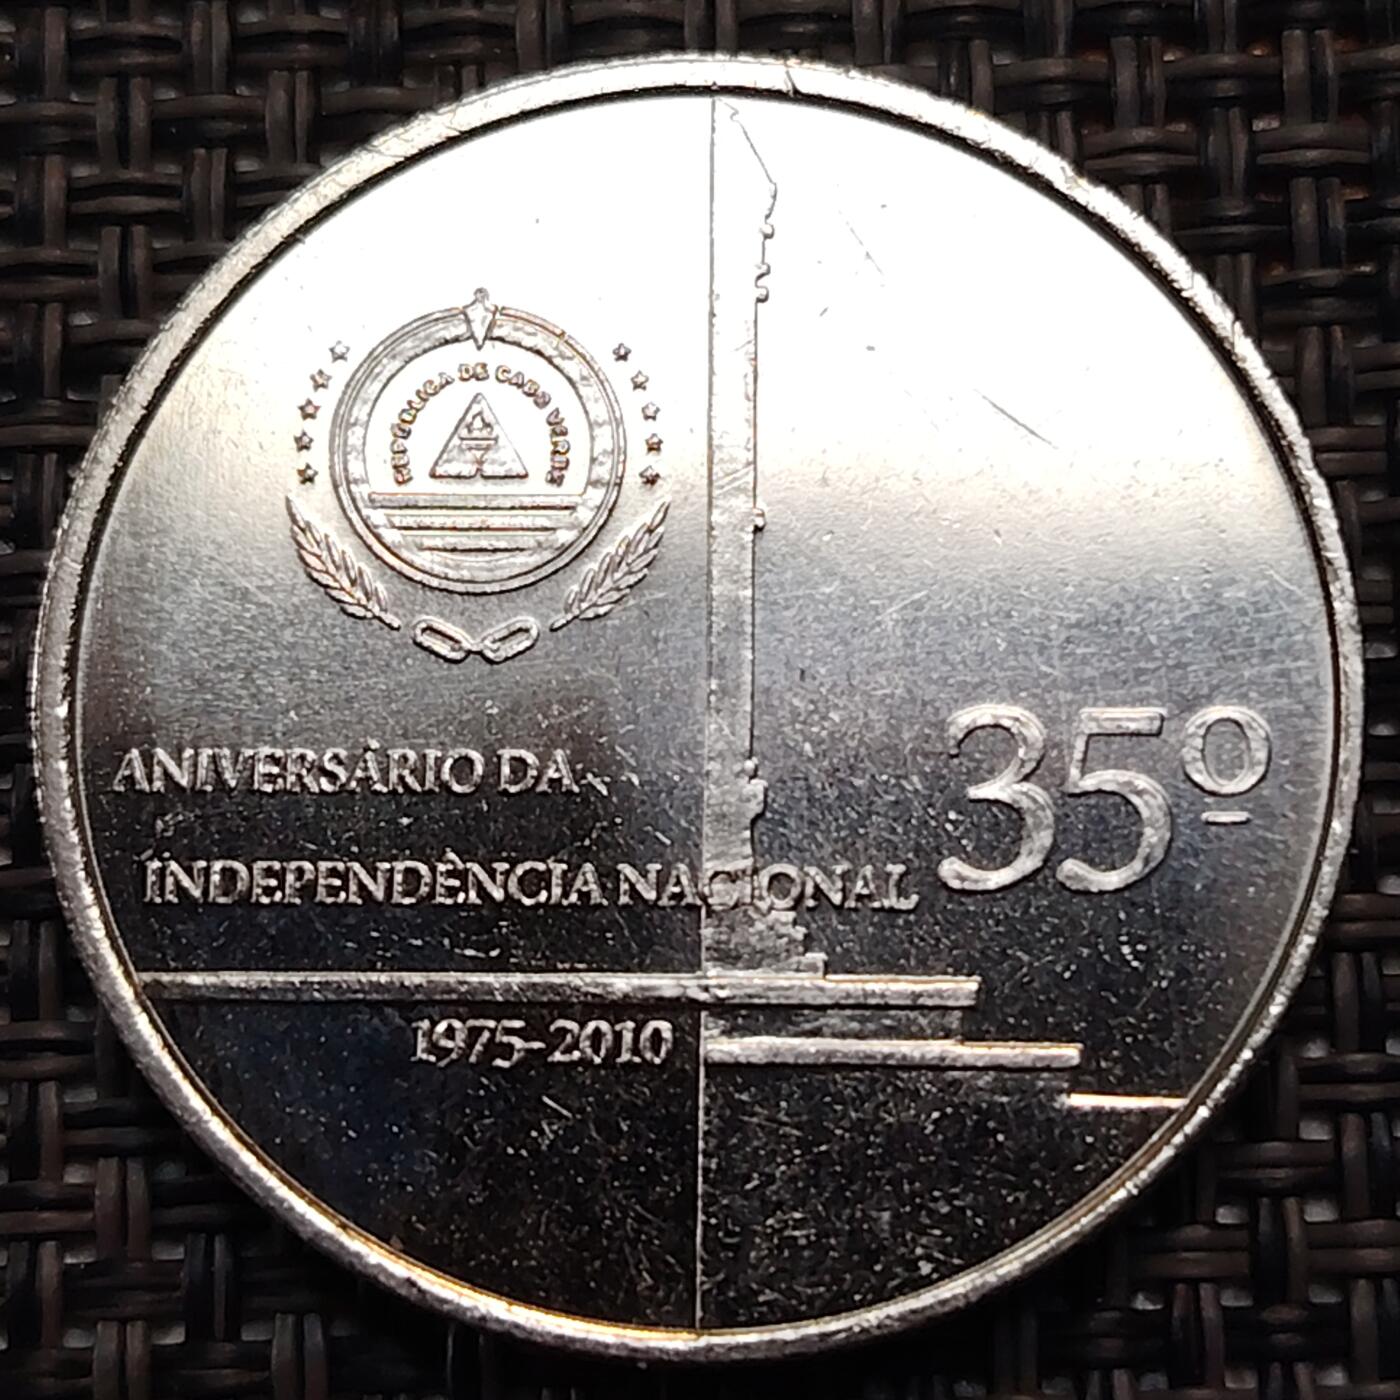 REPÚBLICA DE CABO VERDE
ANIVERSÁRIO DA
INDEPENDÊNCIA NACIONAL
35º
1975-2010